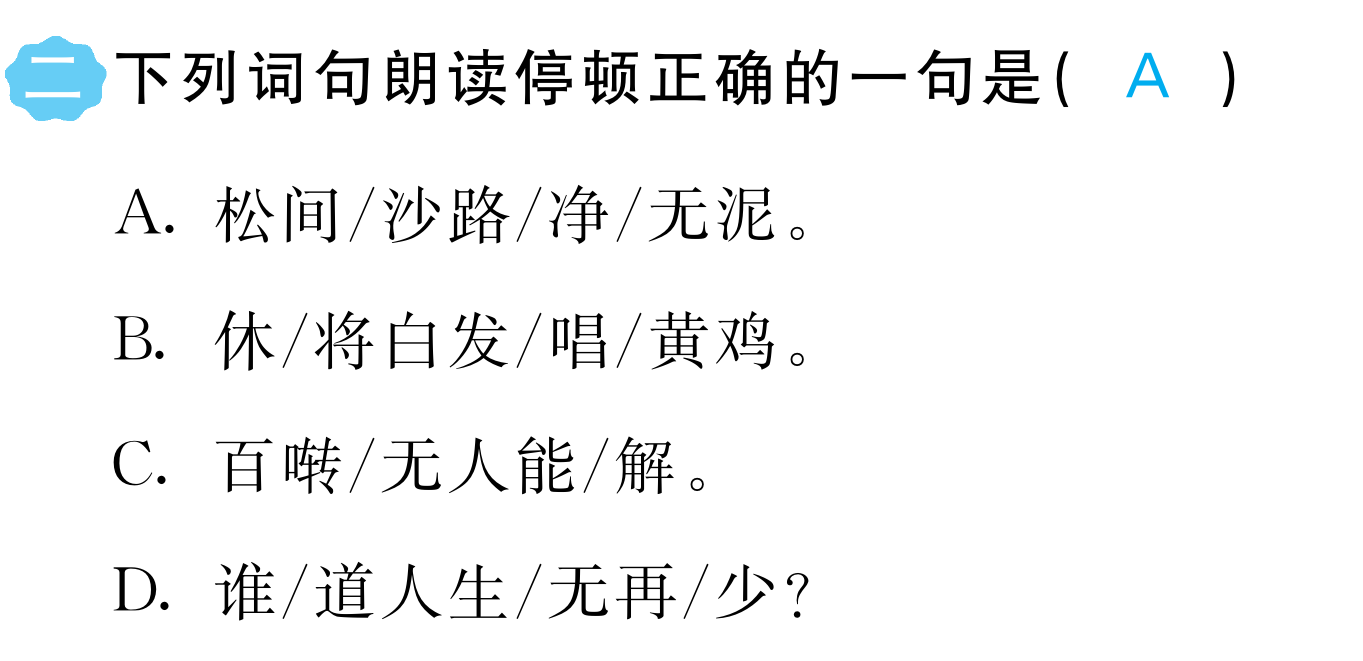 二 下列词句朗读停顿正确的一句是( A )
A. 松间/沙路/净/无泥。
B. 休/将白发/唱/黄鸡。
C. 百啭/无人能/解。
D. 谁/道人生/无再/少?